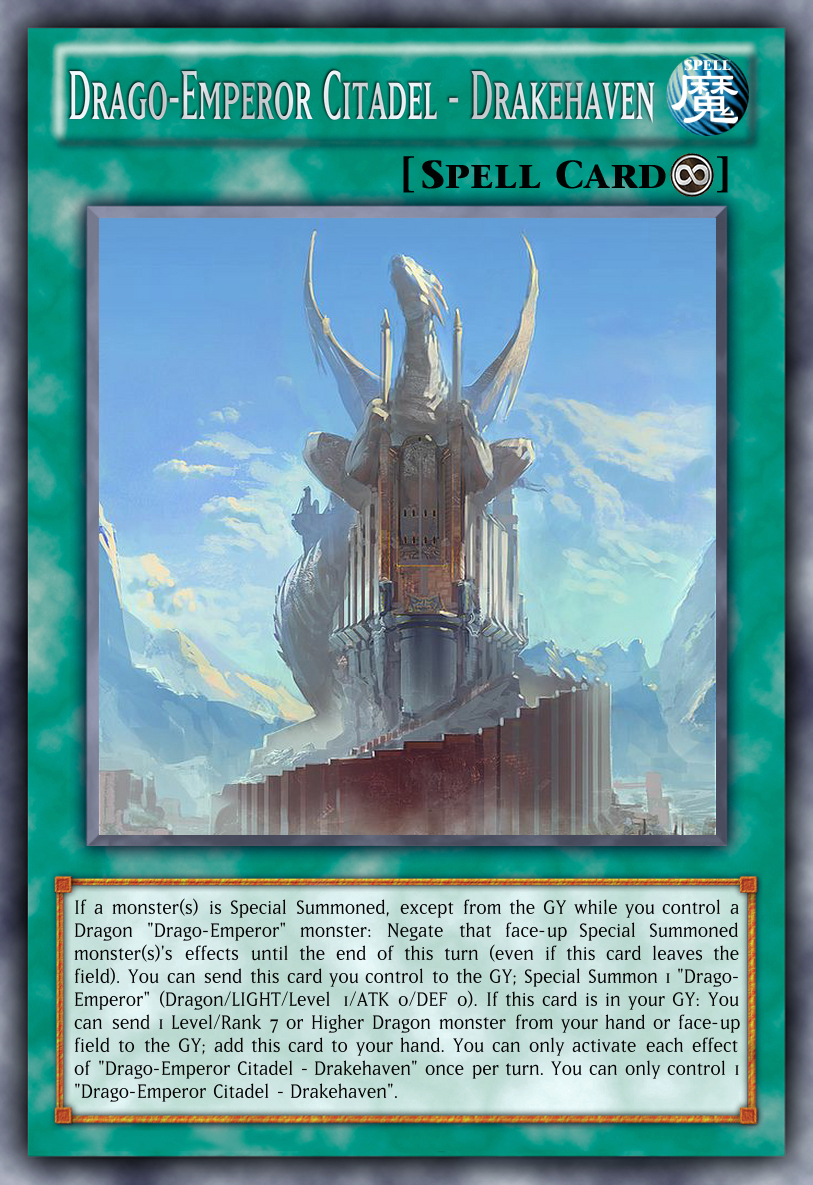 Drago-Emperor Citadel - Drakehaven
SPELL
魔
[Spell Card∞]
If a monster(s) is Special Summoned, except from the GY while you control a
Dragon "Drago-Emperor" monster: Negate that face-up Special Summoned
monster(s)'s effects until the end of this turn (even if this card leaves the
field). You can send this card you control to the GY; Special Summon 1 "Drago-
Emperor" (Dragon/LIGHT/Level 1/ATK 0/DEF 0). If this card is in your GY: You
can send 1 Level/Rank 7 or Higher Dragon monster from your hand or face-up
field to the GY; add this card to your hand. You can only activate each effect
of "Drago-Emperor Citadel - Drakehaven" once per turn. You can only control 1
"Drago-Emperor Citadel - Drakehaven".